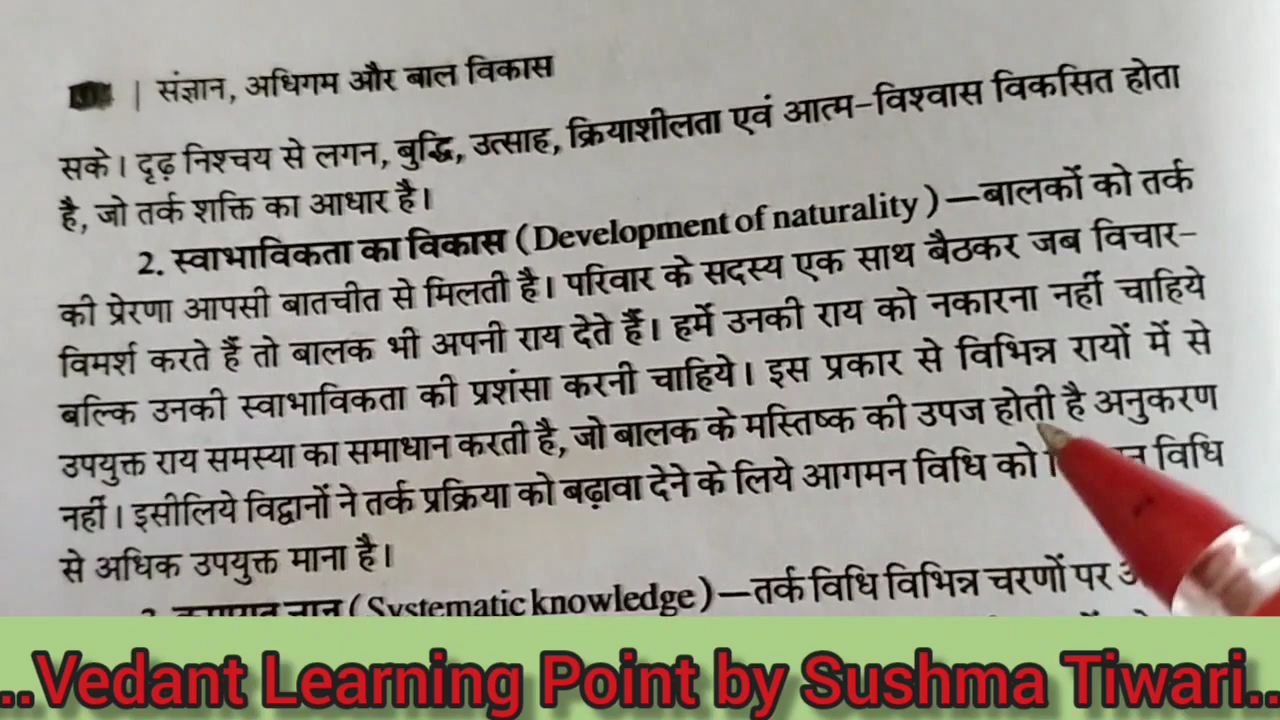 | संज्ञान, अधिगम और बाल विकास
सके। दृढ़ निश्चय से लगन, बुद्धि, उत्साह, क्रियाशीलता एवं आत्म-विश्वास विकसित होता
है, जो तर्क शक्ति का आधार है।
2. स्वाभाविकता का विकास (Development of naturality)—बालकों को तर्क
की प्रेरणा आपसी बातचीत से मिलती है। परिवार के सदस्य एक साथ बैठकर जब विचार-
विमर्श करते हैं तो बालक भी अपनी राय देते हैं। हमें उनकी राय को नकारना नहीं चाहिये
बल्कि उनकी स्वाभाविकता की प्रशंसा करनी चाहिये। इस प्रकार से विभिन्न रायों में से
उपयुक्त राय समस्या का समाधान करती है, जो बालक के मस्तिष्क की उपज होती है अनुकरण
नहीं। इसीलिये विद्वानों ने तर्क प्रक्रिया को बढ़ावा देने के लिये आगमन विधि को विधि
से अधिक उपयुक्त माना है।
(Systematic knowledge)—तर्क विधि विभिन्न चरणों पर
..Vedant Learning Point by Sushma Tiwari..